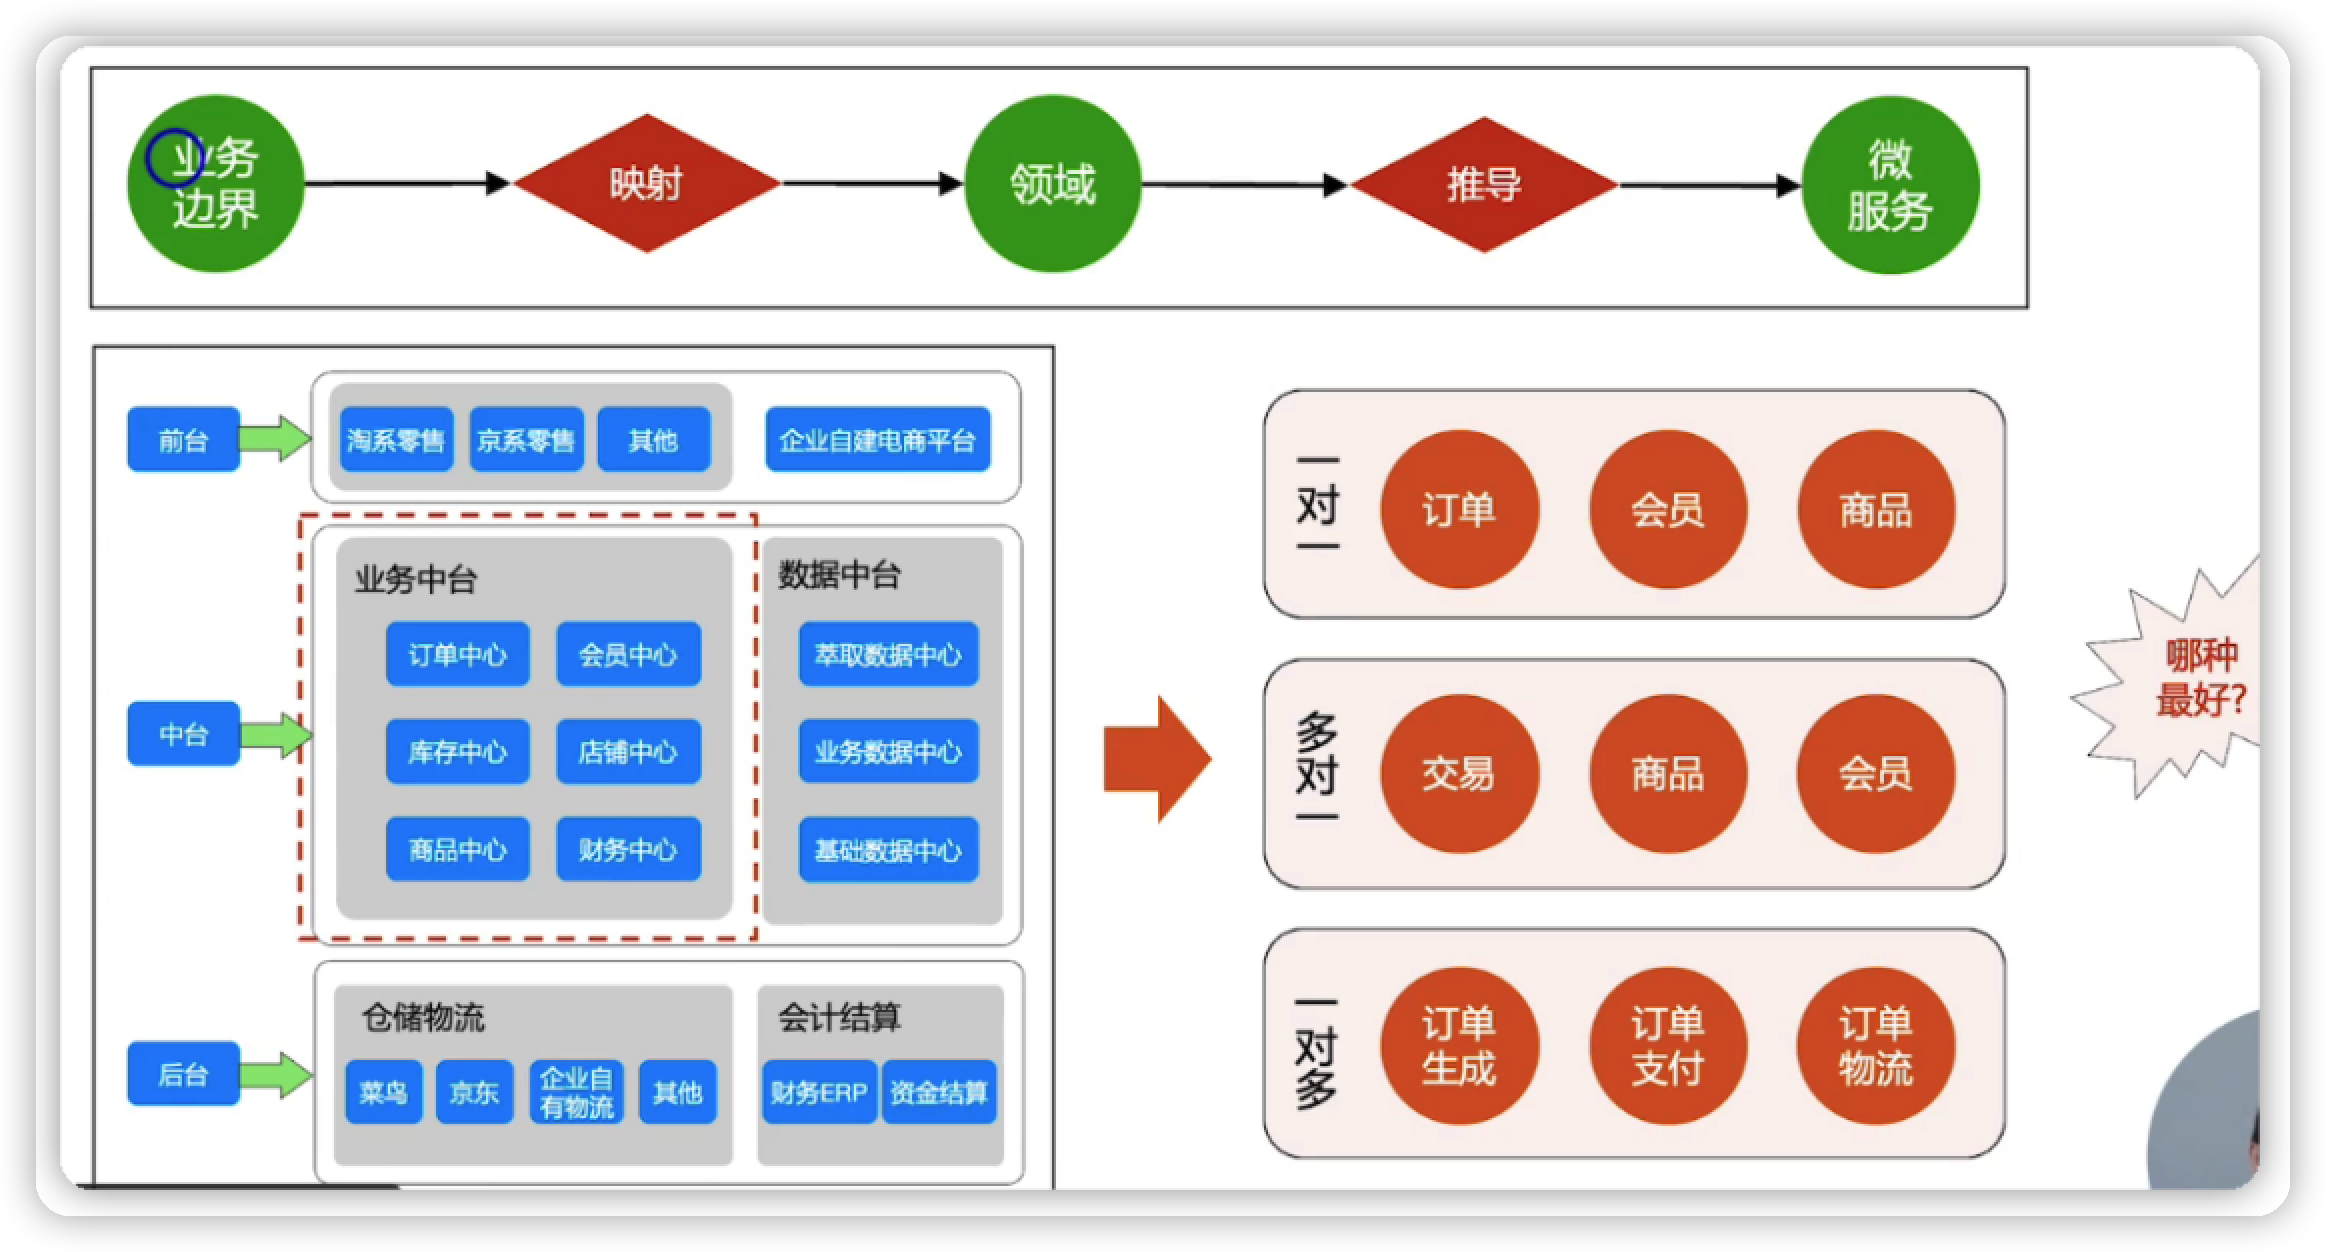 业务
边界
映射
领域
推导
微
服务
前台
淘系零售
京系零售
其他
企业自建电商平台
中台
业务中台
订单中心
会员中心
库存中心
店铺中心
商品中心
财务中心
数据中台
萃取数据中心
业务数据中心
基础数据中心
后台
仓储物流
菜鸟
京东
企业自
有物流
其他
会计结算
财务ERP
资金结算
一对一
订单
会员
商品
多对一
交易
商品
会员
一对多
订单
生成
订单
支付
订单
物流
哪种
最好?